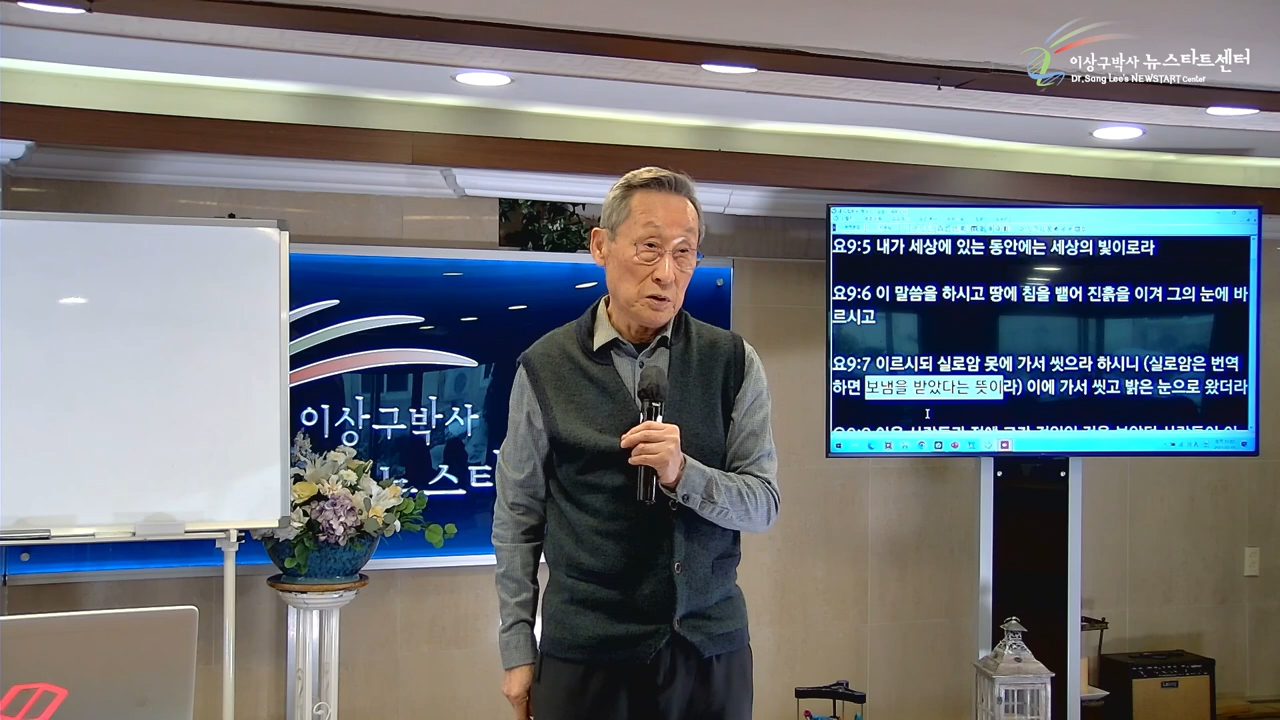 이상구박사 뉴스타트센터
Dr.Sang Lee's NEWSTART Center
요9:5 내가 세상에 있는 동안에는 세상의 빛이로라
요9:6 이 말씀을 하시고 땅에 침을 뱉어 진흙을 이겨 그의 눈에 바
르시고
요9:7 이르시되 실로암 못에 가서 씻으라 하시니 (실로암은 번역
하면 보냄을 받았다는 뜻이라) 이에 가서 씻고 밝은 눈으로 왔더라
이상구박사
뉴스타